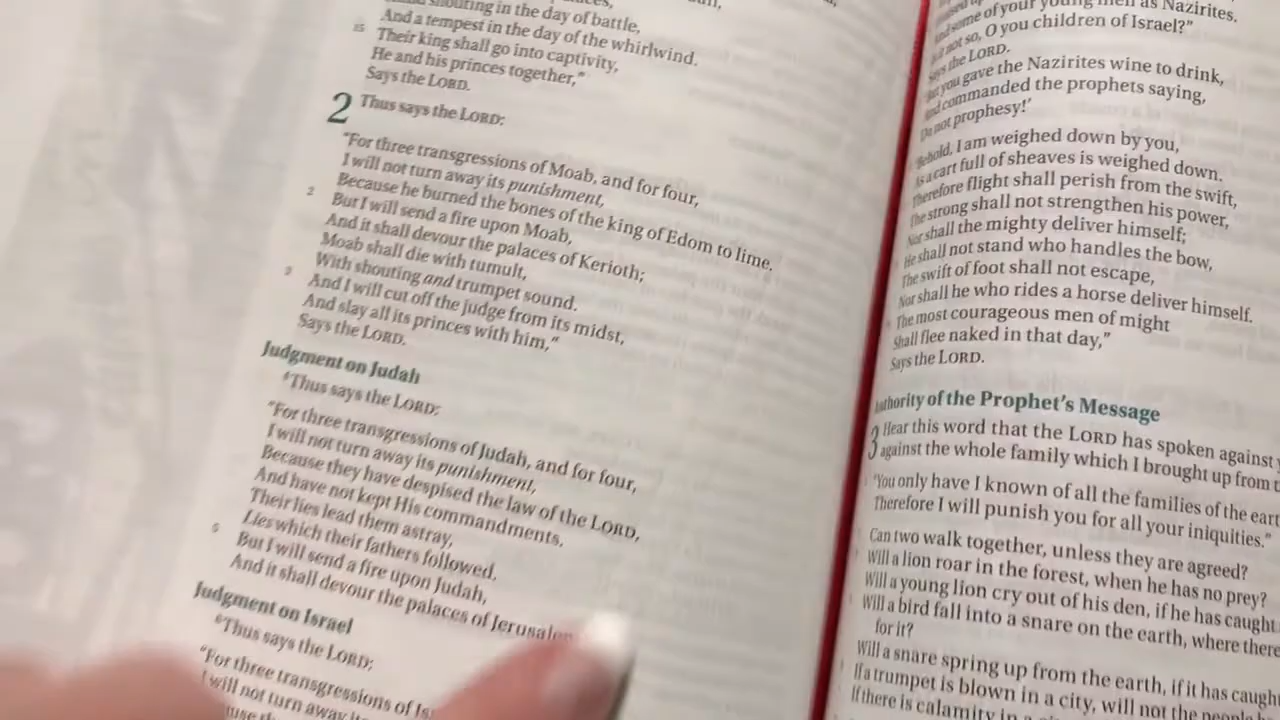 shouting in the day of battle,
And a tempest in the day of the whirlwind.
15 Their king shall go into captivity,
He and his princes together,"
Says the LORD.
2 Thus says the LORD:
"For three transgressions of Moab, and for four,
I will not turn away its punishment,
Because he burned the bones of the king of Edom to lime.
2 But I will send a fire upon Moab,
And it shall devour the palaces of Kerioth;
Moab shall die with tumult,
With shouting and trumpet sound.
3 And I will cut off the judge from its midst,
And slay all its princes with him,"
Says the LORD.
Judgment on Judah
4 Thus says the LORD:
"For three transgressions of Judah, and for four,
I will not turn away its punishment,
Because they have despised the law of the LORD,
And have not kept His commandments.
Their lies lead them astray,
Lies which their fathers followed.
5 But I will send a fire upon Judah,
And it shall devour the palaces of
Judgment on Israel
6 Thus says the LORD:
"For three transgressions of
I will not turn away
some of your young men as Nazirites.
Is it not so, O you children of Israel?"
Says the LORD.
"But you gave the Nazirites wine to drink,
And commanded the prophets saying,
'Do not prophesy!'
"Behold, I am weighed down by you,
As a cart full of sheaves is weighed down.
Therefore flight shall perish from the swift,
The strong shall not strengthen his power,
Nor shall the mighty deliver himself;
He shall not stand who handles the bow,
The swift of foot shall not escape,
Nor shall he who rides a horse deliver himself.
The most courageous men of might
Shall flee naked in that day,"
Says the LORD.
Authority of the Prophet's Message
3 Hear this word that the LORD has spoken against
against the whole family which I brought up from
"You only have I known of all the families of the
Therefore I will punish you for all your iniquities."
Can two walk together, unless they are agreed?
Will a lion roar in the forest, when he has no prey?
Will a young lion cry out of his den, if he has caught
Will a bird fall into a snare on the earth, where
for it?
Will a snare spring up from the earth, if it has
If a trumpet is blown in a city, will not the people
If there is calamity in a